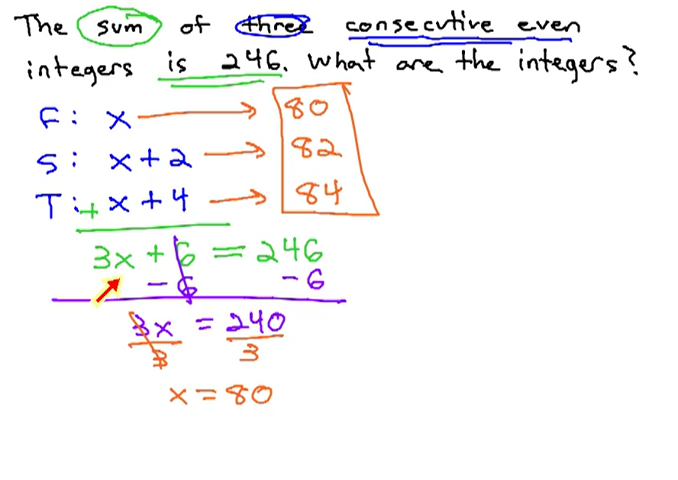 The sum of three consecutive even
integers is 246. What are the integers?
F: x → 80
S: x + 2 → 82
T: + x + 4 → 84
3x + 6 = 246
- 6 - 6
3x = 240
3 3
x = 80